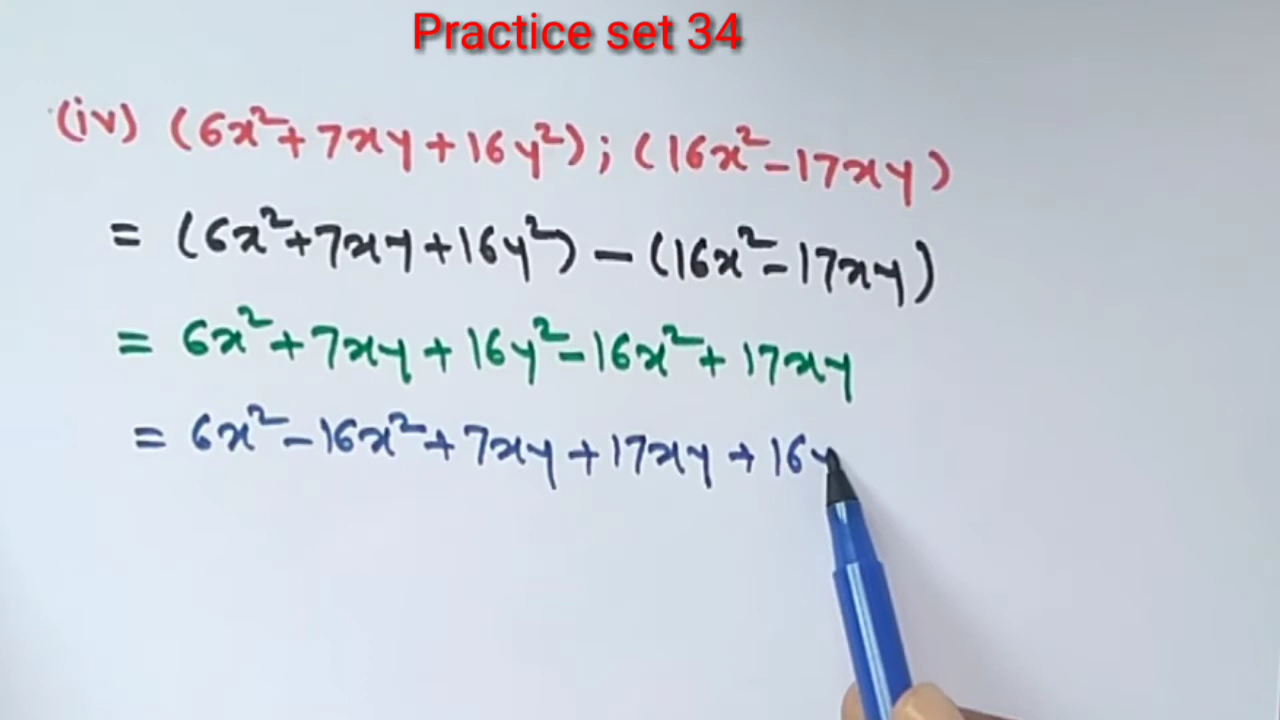 Practice set 34
(iv) (6x²+7xy+16y²); (16x²-17xy)
= (6x²+7xy+16y²) - (16x²-17xy)
= 6x²+7xy+16y²-16x²+17xy
= 6x²-16x²+7xy+17xy+16y